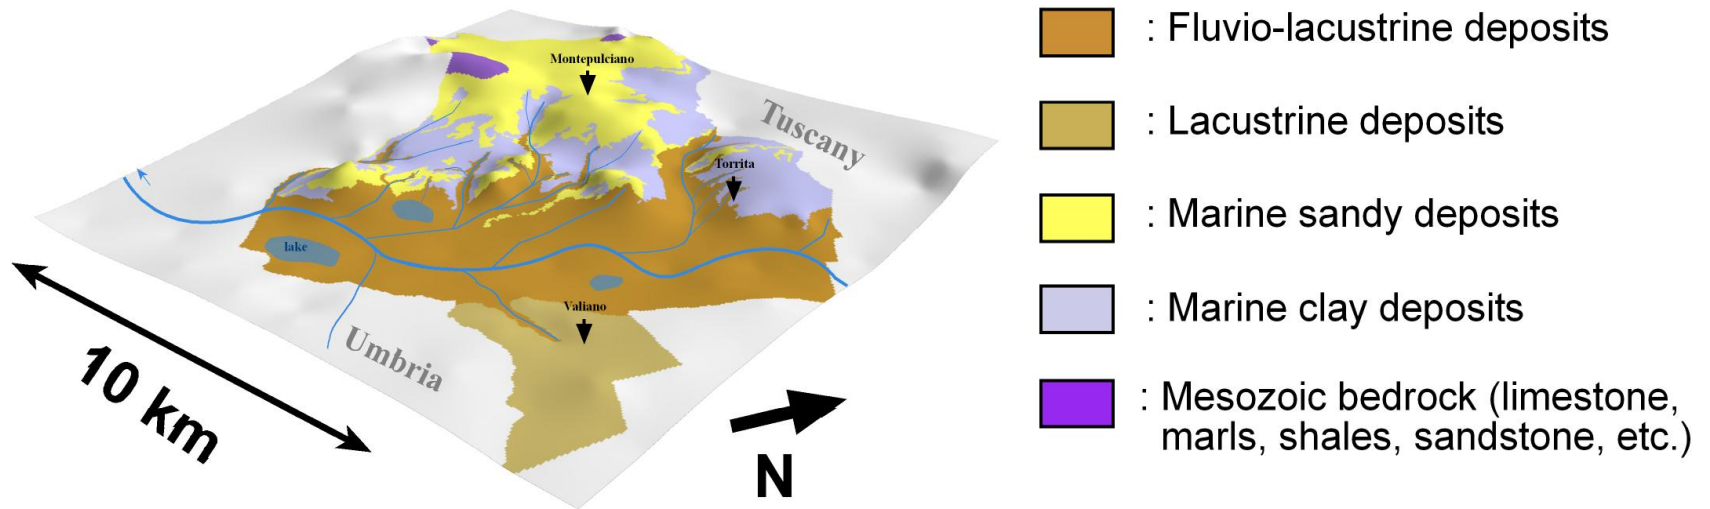 Montepulciano
Tuscany
Torrita
lake
Valiano
Umbria
10 km
N
: Fluvio-lacustrine deposits
: Lacustrine deposits
: Marine sandy deposits
: Marine clay deposits
: Mesozoic bedrock (limestone,
marls, shales, sandstone, etc.)